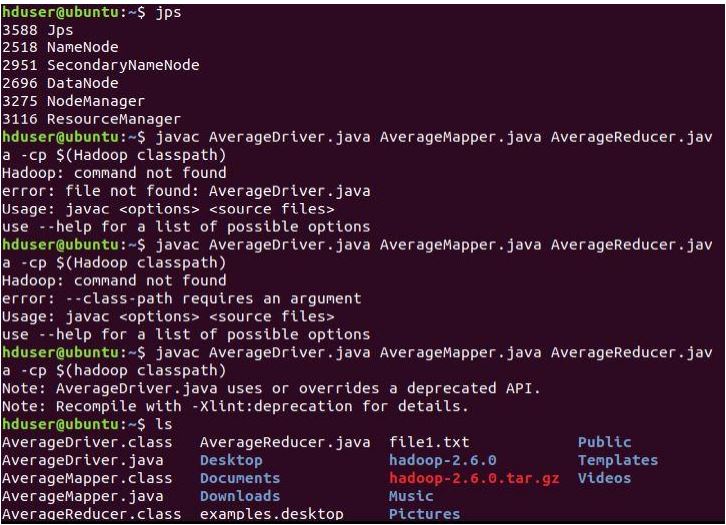 hduser@ubuntu:~$ jps
3588 Jps
2518 NameNode
2951 SecondaryNameNode
2696 DataNode
3275 NodeManager
3116 ResourceManager
hduser@ubuntu:~$ javac AverageDriver.java AverageMapper.java AverageReducer.jav
a -cp $(Hadoop classpath)
Hadoop: command not found
error: file not found: AverageDriver.java
Usage: javac <options> <source files>
use --help for a list of possible options
hduser@ubuntu:~$ javac AverageDriver.java AverageMapper.java AverageReducer.jav
a -cp $(Hadoop classpath)
Hadoop: command not found
error: --class-path requires an argument
Usage: javac <options> <source files>
use --help for a list of possible options
hduser@ubuntu:~$ javac AverageDriver.java AverageMapper.java AverageReducer.jav
a -cp $(hadoop classpath)
Note: AverageDriver.java uses or overrides a deprecated API.
Note: Recompile with -Xlint:deprecation for details.
hduser@ubuntu:~$ ls
AverageDriver.class AverageReducer.java file1.txt Public
AverageDriver.java Desktop hadoop-2.6.0 Templates
AverageMapper.class Documents hadoop-2.6.0.tar.gz Videos
AverageMapper.java Downloads Music
AverageReducer.class examples.desktop Pictures